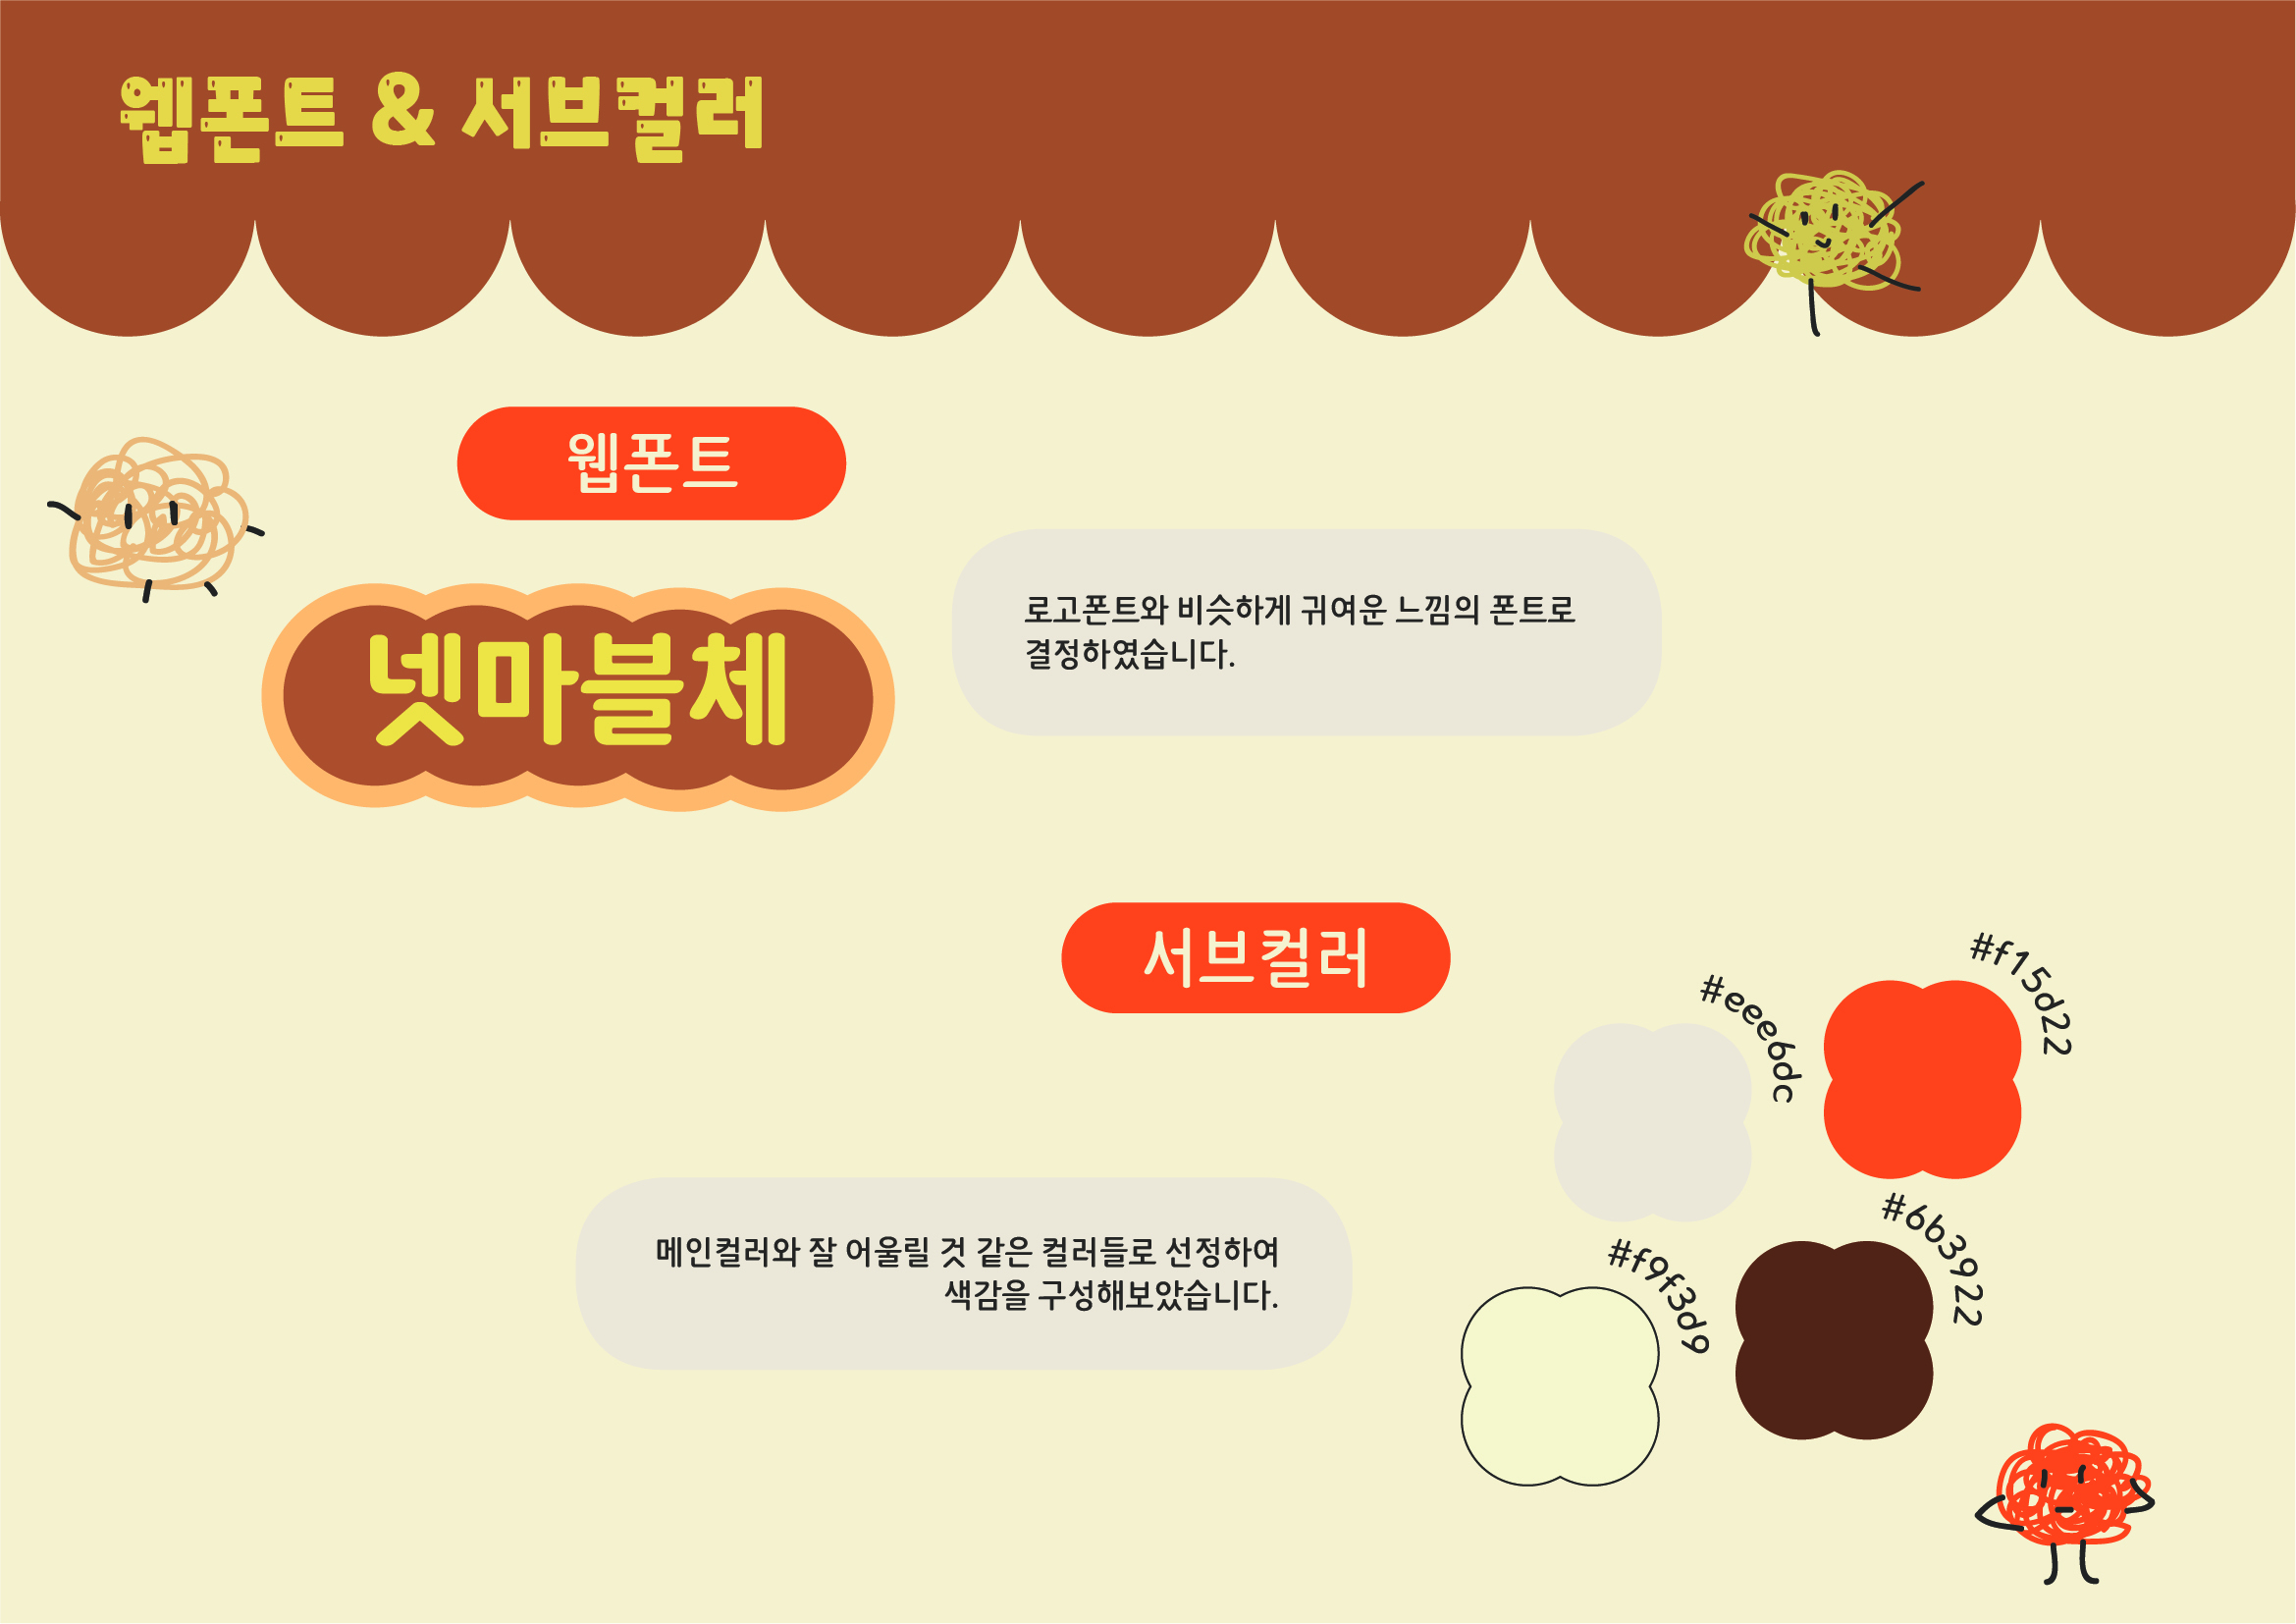 웹폰트 & 서브컬러
웹폰트
넷마블체
로고폰트와 비슷하게 귀여운 느낌의 폰트로
결정하였습니다.
서브컬러
#eee6dc
#f15d22
#f9f3d9
#6b3922
메인컬러와 잘 어울릴 것 같은 컬러들로 선정하여
색감을 구성해보았습니다.